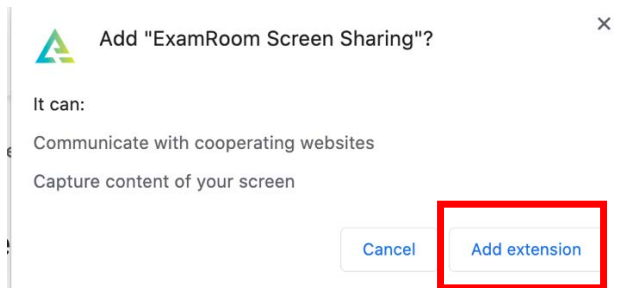 Add "ExamRoom Screen Sharing"?
It can:
Communicate with cooperating websites
Capture content of your screen
Cancel
Add extension